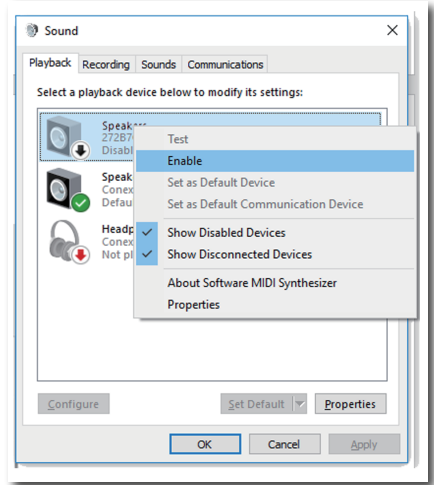 Sound
Playback Recording Sounds Communications
Select a playback device below to modify its settings:
Speakers
272B7
Disabl
Test
Enable
Set as Default Device
Set as Default Communication Device
Speak
Conex
Defau
Show Disabled Devices
Show Disconnected Devices
Headp
Conex
Not pl
About Software MIDI Synthesizer
Properties
Configure Set Default Properties
OK Cancel Apply